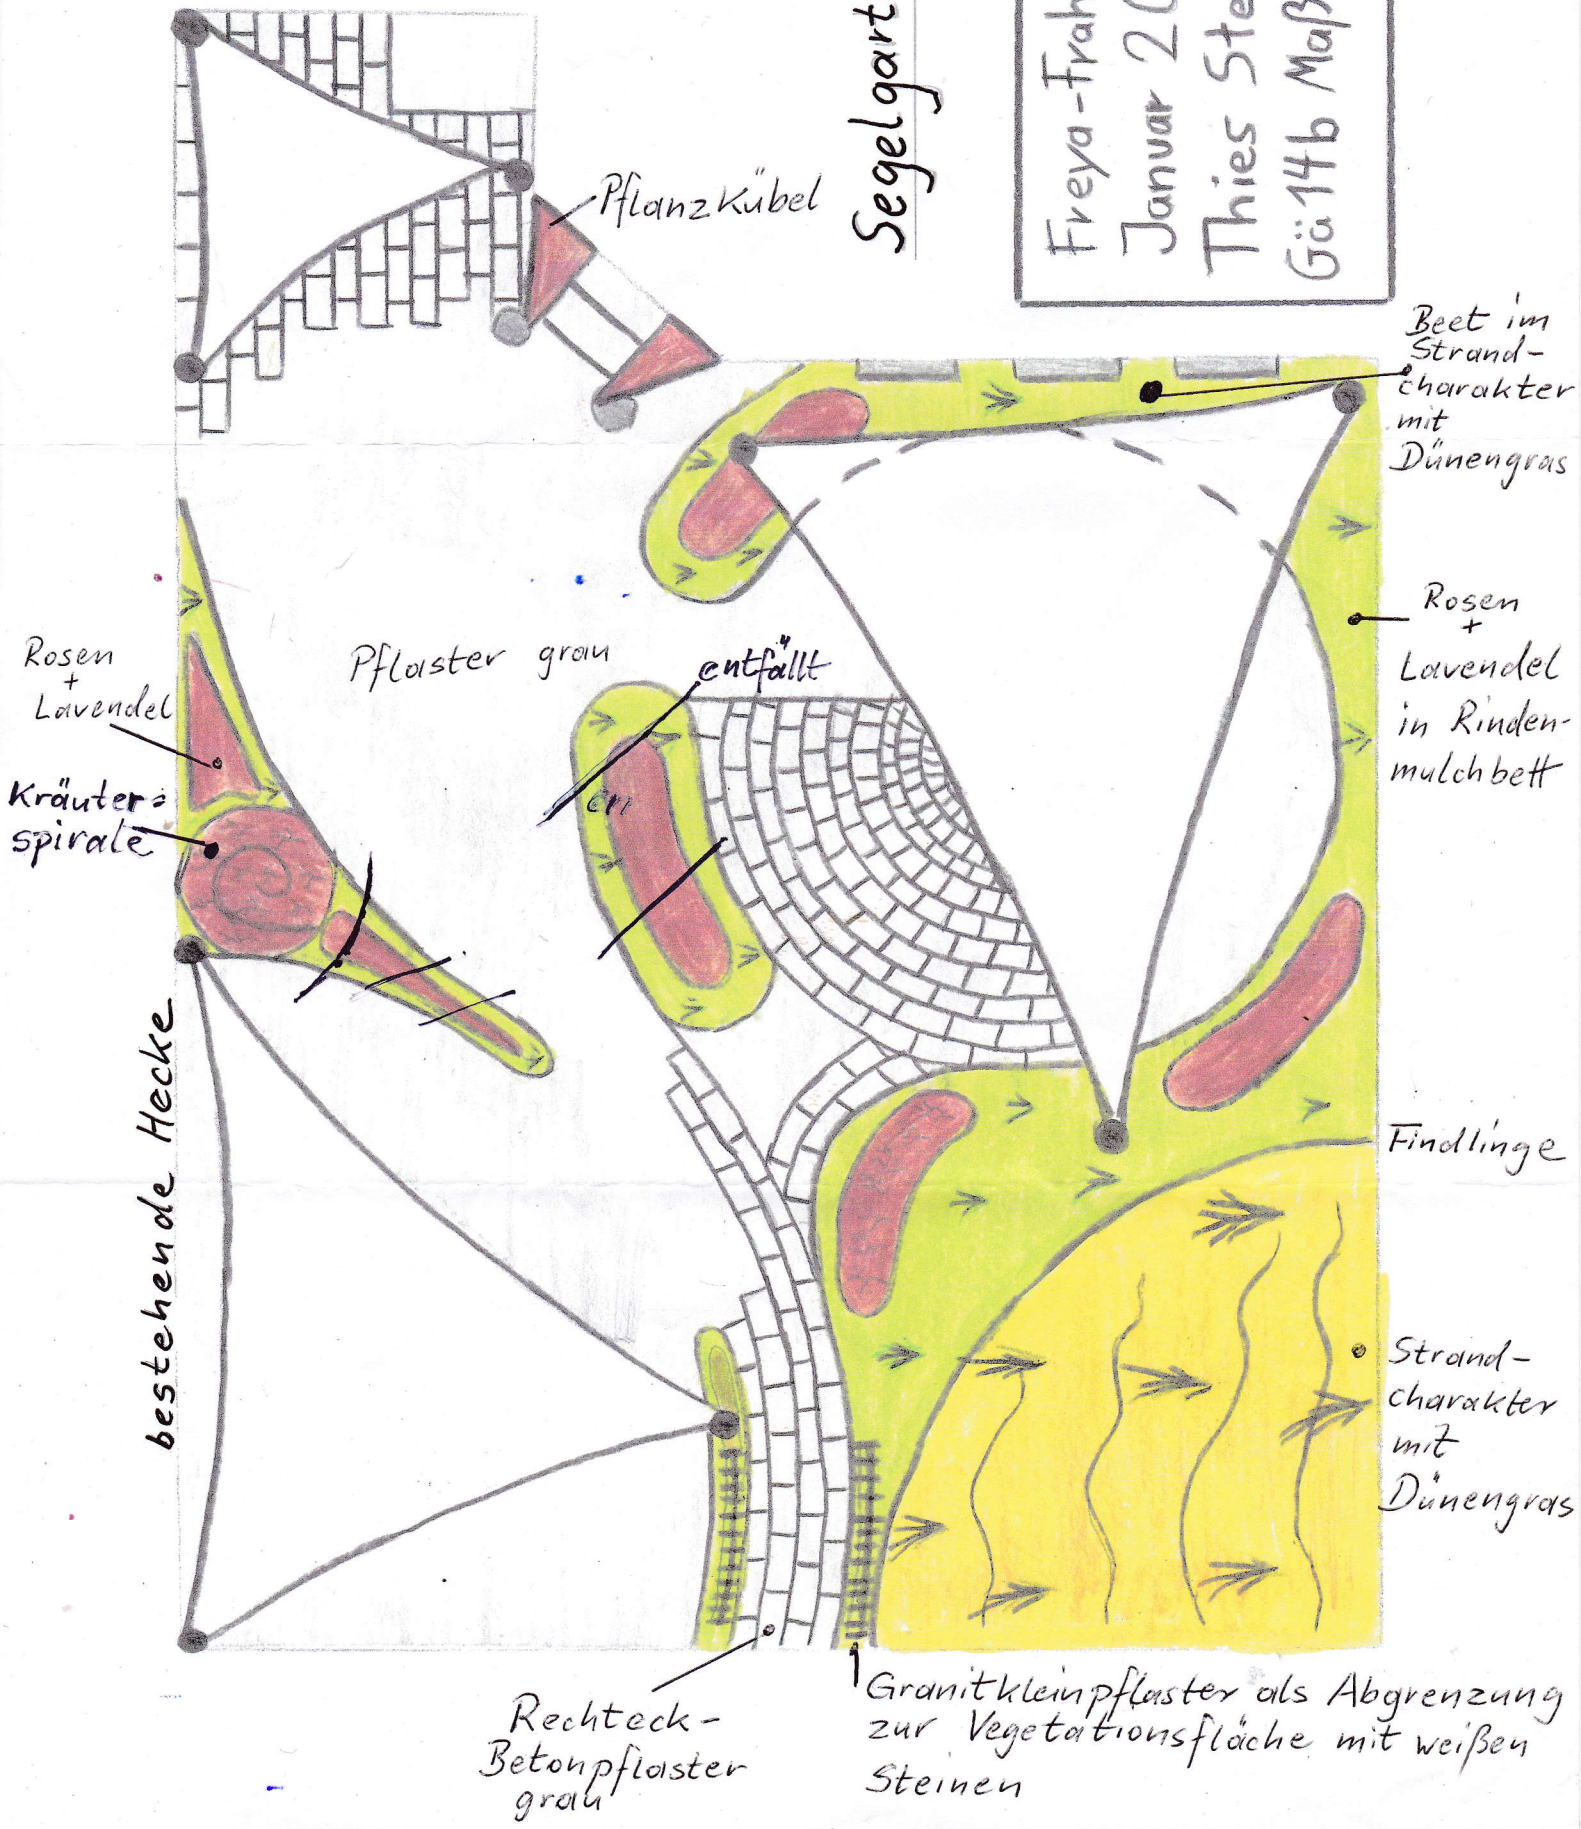 Segelgart
Freya-Frah
Januar 20
Thies Ste
Gä14b Maß
Pflanzkübel
Beet im
Strand-
charakter
mit
Dünengras
Rosen
+
Lavendel
in Rinden-
mulchbett
Pflaster grau
entfällt
Rosen
+
Lavendel
Kräuter=
spirale
bestehende Hecke
Findlinge
Strand-
charakter
mit
Dünengras
Rechteck-
Betonpflaster
grau
Granitkleinpflaster als Abgrenzung
zur Vegetationsfläche mit weißen
Steinen